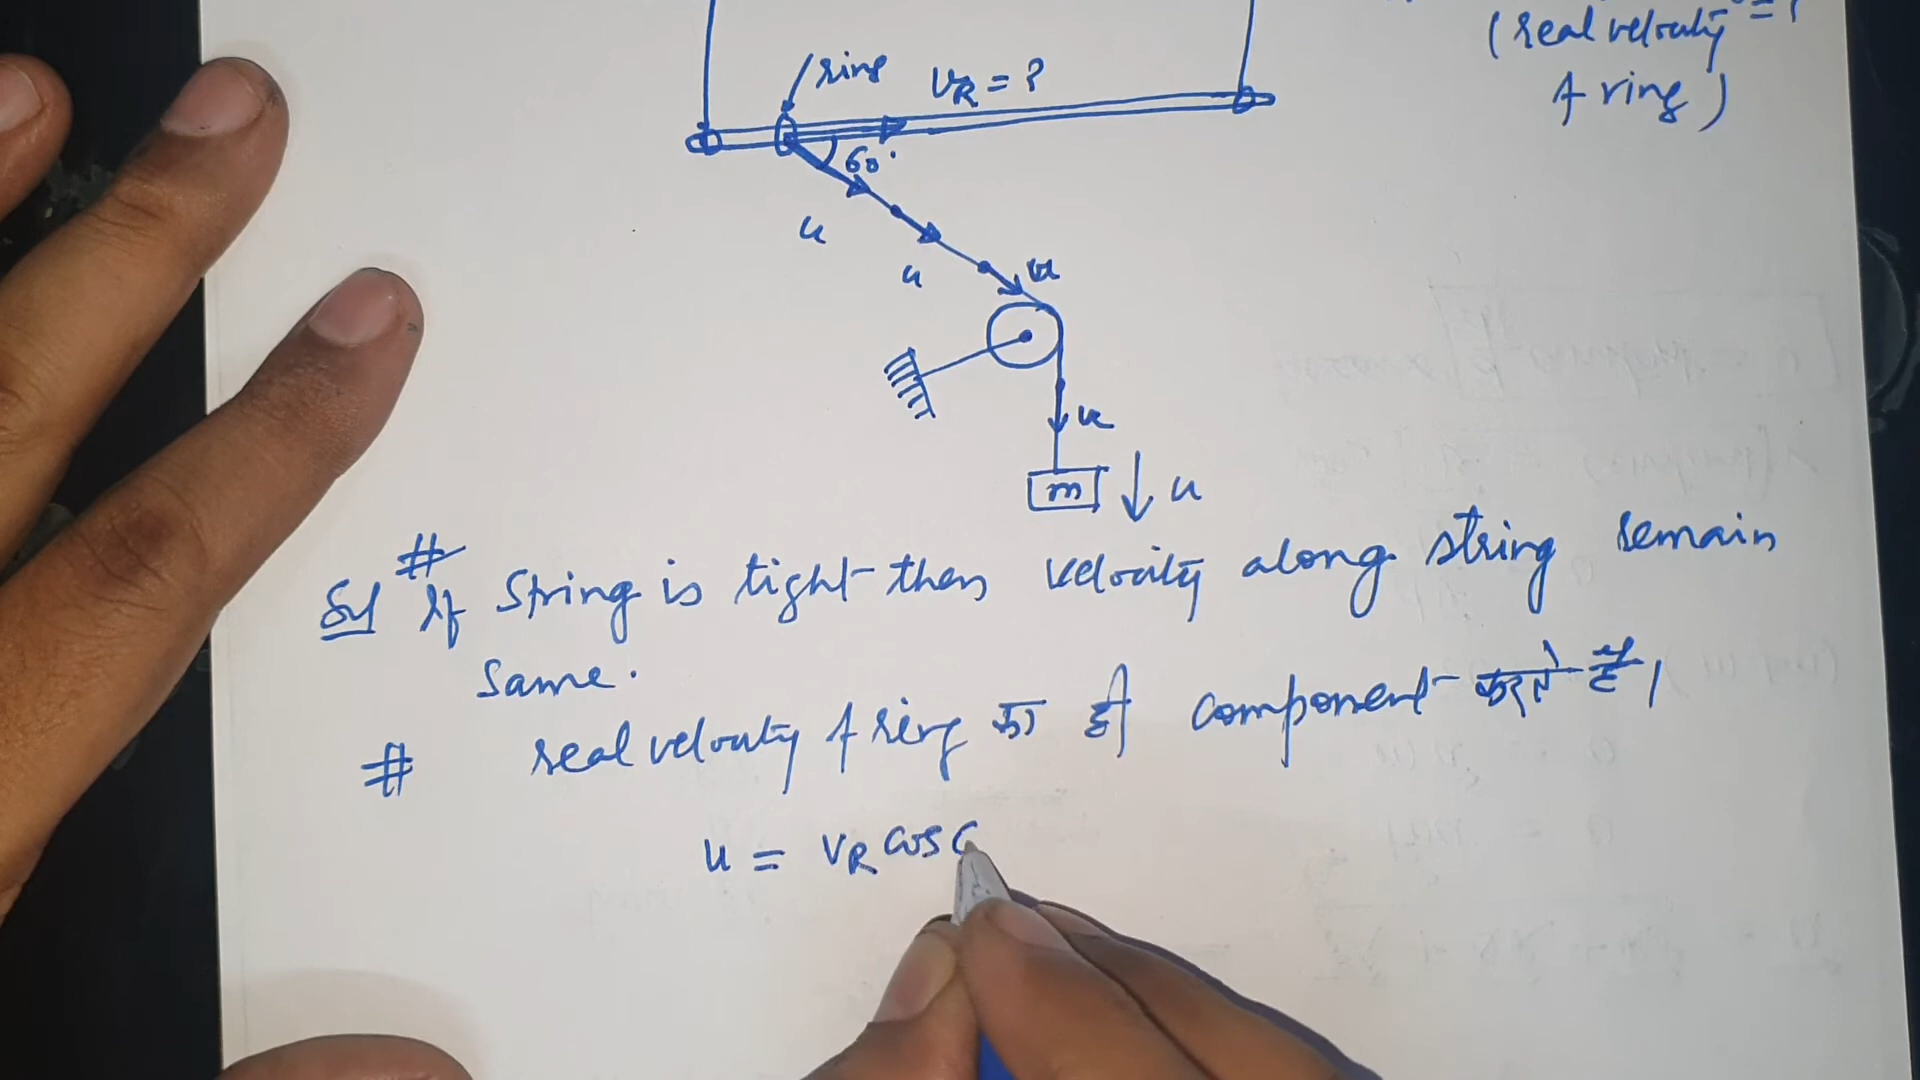 (real velocity = ?
of ring)
ring
VR = ?
60°
u
u
u
u
m
u
Sol # If string is tight then velocity along string remain
same.
# real velocity of ring का ही component करते हैं।
u = VR cos